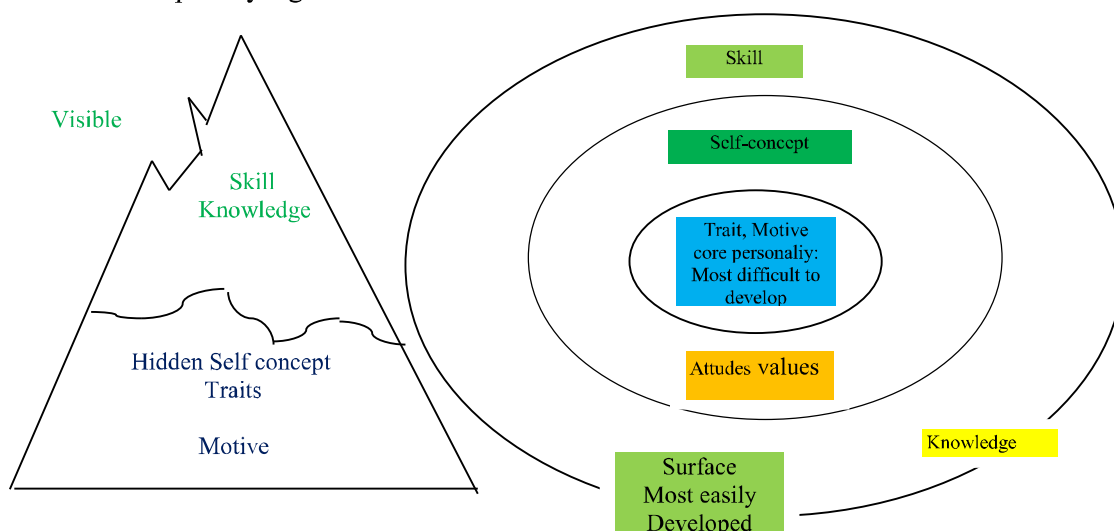 Visible
Skill
Knowledge
Hidden Self concept
Traits
Motive
Skill
Self-concept
Trait, Motive
core personaliy:
Most difficult to
develop
Attudes values
Knowledge
Surface
Most easily
Developed